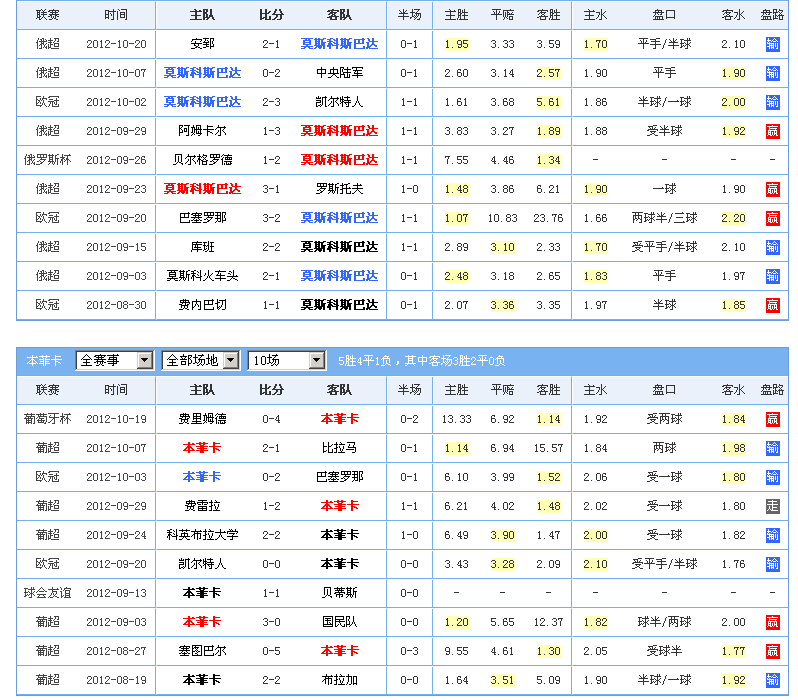 联赛 时间 主队 比分 客队 半场 主胜 平赔 客胜 主水 盘口 客水 盘路
俄超 2012-10-20 安郅 2-1 莫斯科斯巴达 0-1 1.95 3.33 3.59 1.70 平手/半球 2.10 输
俄超 2012-10-07 莫斯科斯巴达 0-2 中央陆军 0-1 2.60 3.14 2.57 1.90 平手 1.90 输
欧冠 2012-10-02 莫斯科斯巴达 2-3 凯尔特人 1-1 1.61 3.68 5.61 1.86 半球/一球 2.00 输
俄超 2012-09-29 阿姆卡尔 1-3 莫斯科斯巴达 1-1 3.83 3.27 1.89 1.88 受半球 1.92 赢
俄罗斯杯 2012-09-26 贝尔格罗德 1-2 莫斯科斯巴达 1-1 7.55 4.46 1.34 - - - -
俄超 2012-09-23 莫斯科斯巴达 3-1 罗斯托夫 1-0 1.48 3.86 6.21 1.90 一球 1.90 赢
欧冠 2012-09-20 巴塞罗那 3-2 莫斯科斯巴达 1-1 1.07 10.83 23.76 1.66 两球半/三球 2.20 赢
俄超 2012-09-15 库班 2-2 莫斯科斯巴达 1-1 2.89 3.10 2.33 1.70 受平手/半球 2.10 输
俄超 2012-09-03 莫斯科火车头 2-1 莫斯科斯巴达 0-1 2.48 3.18 2.65 1.83 平手 1.97 输
欧冠 2012-08-30 费内巴切 1-1 莫斯科斯巴达 0-1 2.07 3.36 3.35 1.97 半球 1.85 赢
本菲卡 全赛事 全部场地 10场 5胜4平1负，其中客场3胜2平0负
联赛 时间 主队 比分 客队 半场 主胜 平赔 客胜 主水 盘口 客水 盘路
葡萄牙杯 2012-10-19 费里姆德 0-4 本菲卡 0-2 13.33 6.92 1.14 1.92 受两球 1.84 赢
葡超 2012-10-07 本菲卡 2-1 比拉马 0-1 1.14 6.94 15.57 1.84 两球 1.98 输
欧冠 2012-10-03 本菲卡 0-2 巴塞罗那 0-1 6.10 3.99 1.52 2.06 受一球 1.80 输
葡超 2012-09-29 费雷拉 1-2 本菲卡 1-1 6.21 4.02 1.48 2.02 受一球 1.80 走
葡超 2012-09-24 科英布拉大学 2-2 本菲卡 1-0 6.49 3.90 1.47 2.00 受一球 1.82 输
欧冠 2012-09-20 凯尔特人 0-0 本菲卡 0-0 3.43 3.28 2.09 2.10 受平手/半球 1.76 输
球会友谊 2012-09-13 本菲卡 1-1 贝蒂斯 0-0 - - - - - - -
葡超 2012-09-03 本菲卡 3-0 国民队 0-0 1.20 5.65 12.37 1.82 球半/两球 2.00 赢
葡超 2012-08-27 塞图巴尔 0-5 本菲卡 0-3 9.55 4.61 1.30 2.05 受球半 1.77 赢
葡超 2012-08-19 本菲卡 2-2 布拉加 0-0 1.64 3.51 5.09 1.90 半球/一球 1.92 输